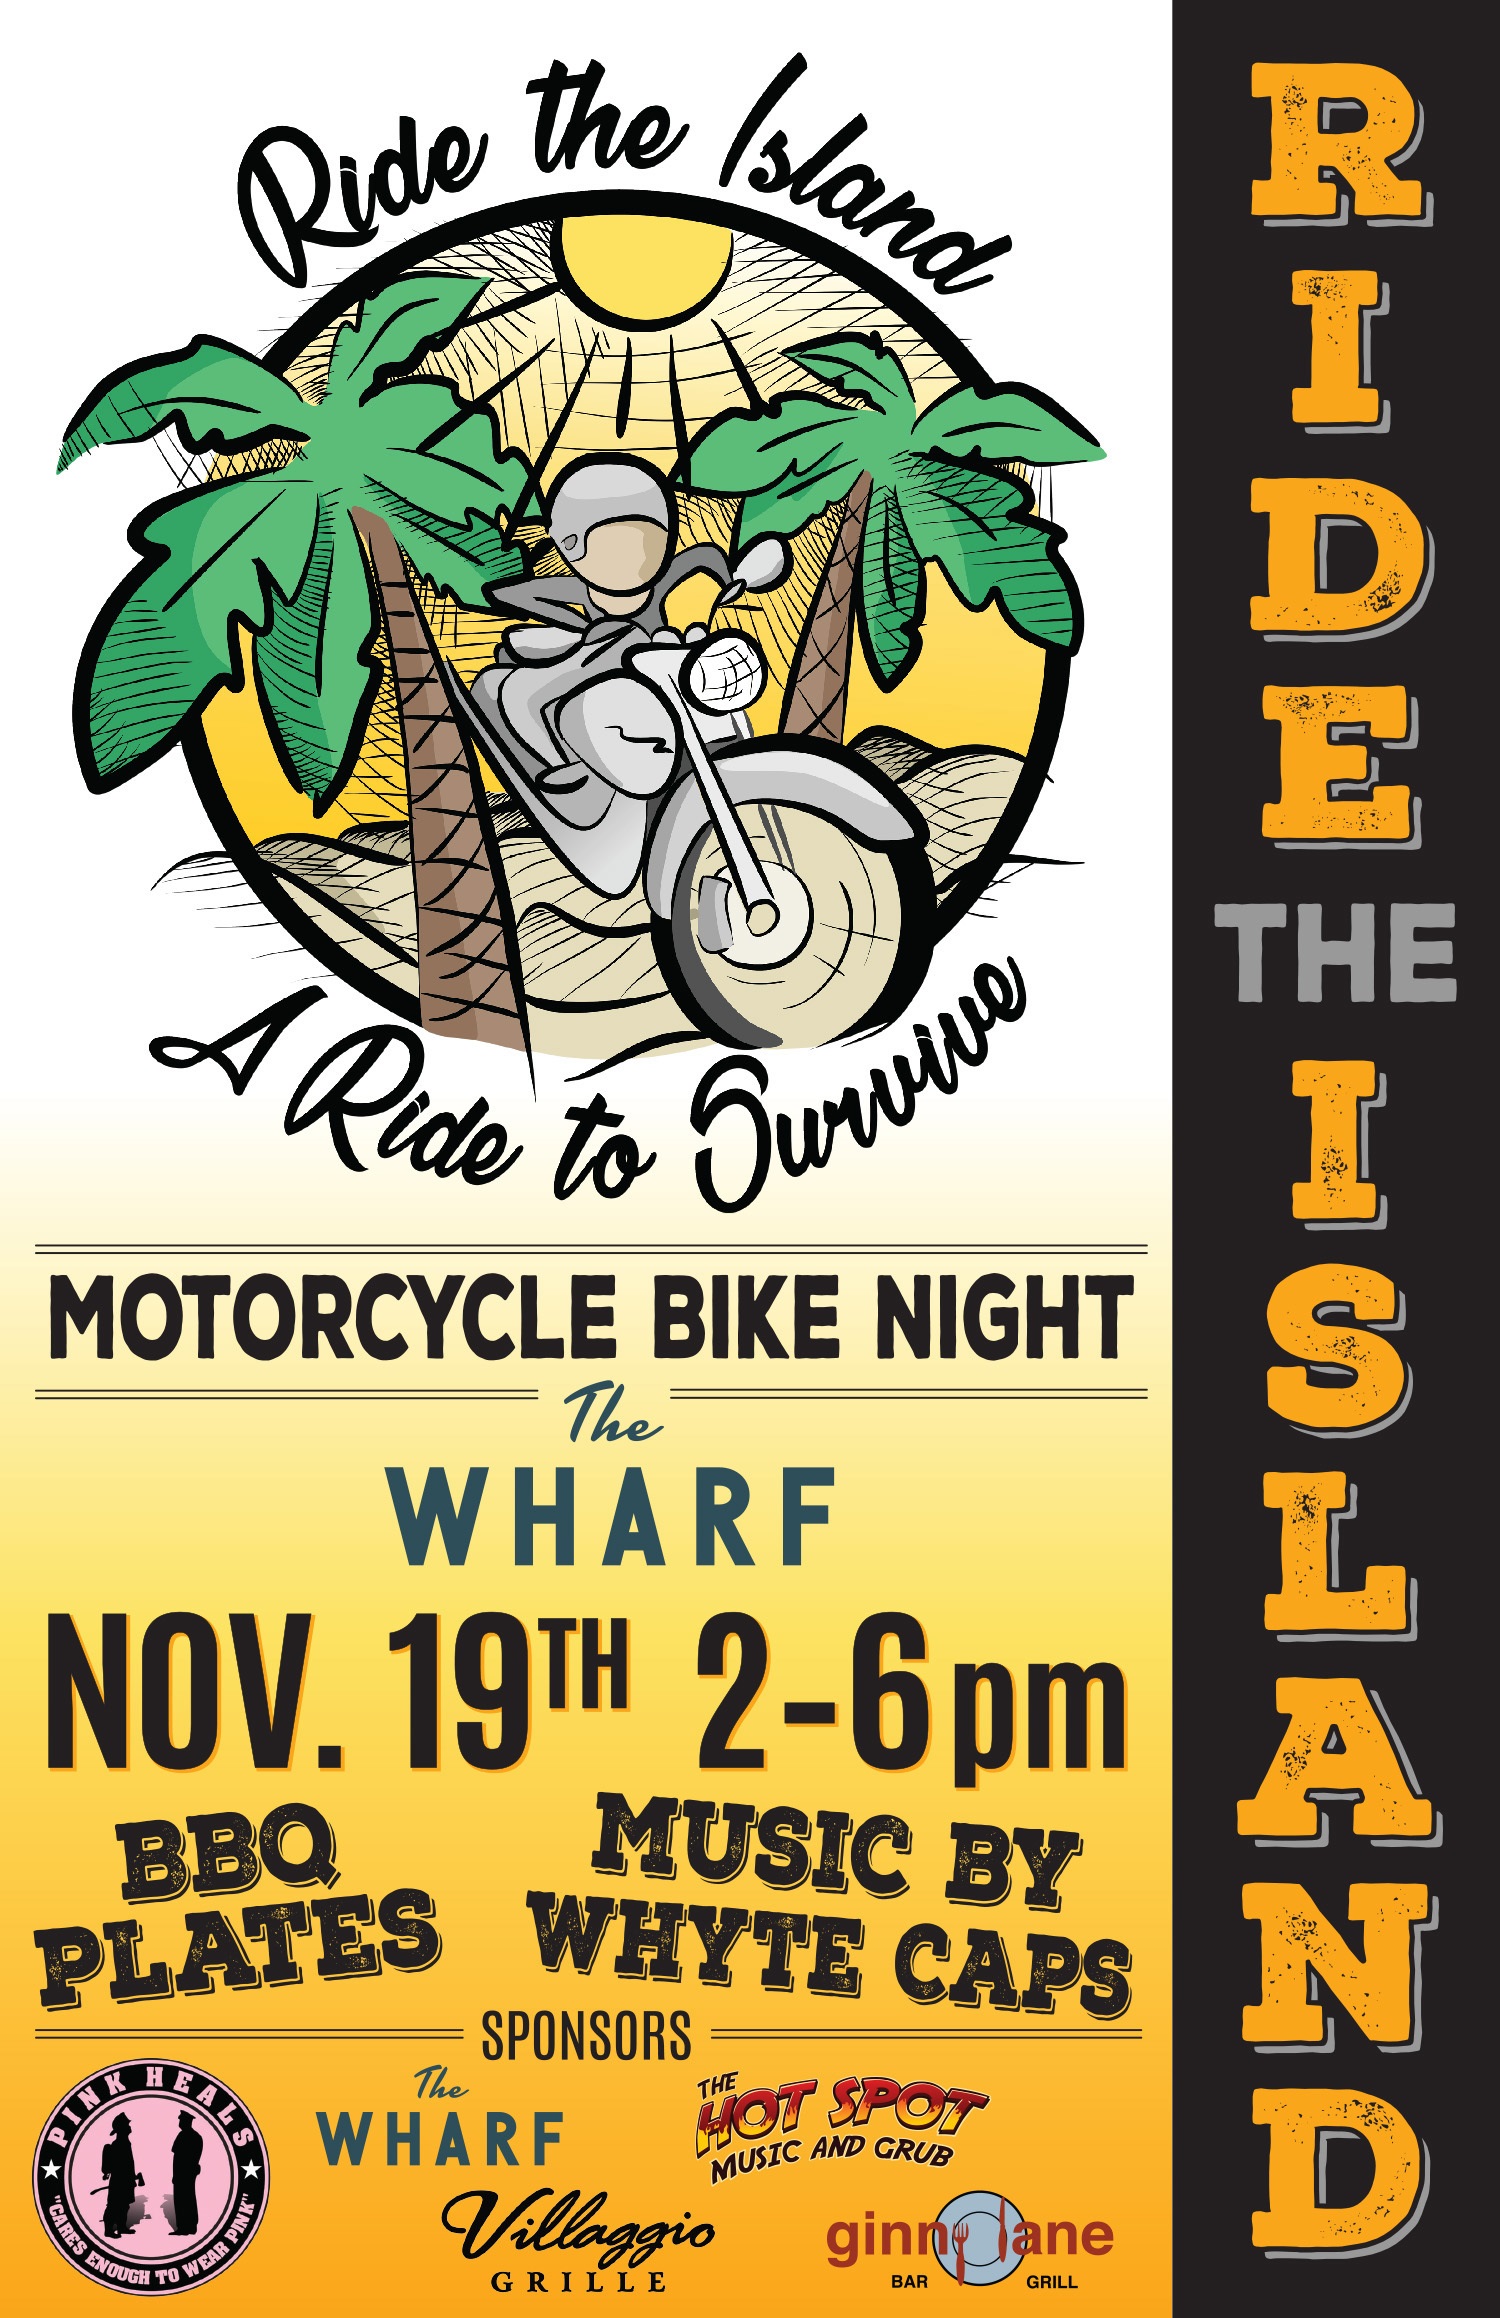 Ride the Island
A Ride to Survive
MOTORCYCLE BIKE NIGHT
The
WHARF
NOV. 19TH 2-6pm
BBQ
PLATES
MUSIC BY
WHYTE CAPS
SPONSORS
PINK HEALS
"CARES ENOUGH TO WEAR PINK"
The
WHARF
THE
HOT SPOT
MUSIC AND GRUB
Villaggio
GRILLE
ginny lane
BAR GRILL
RIDE
THE
ISLAND